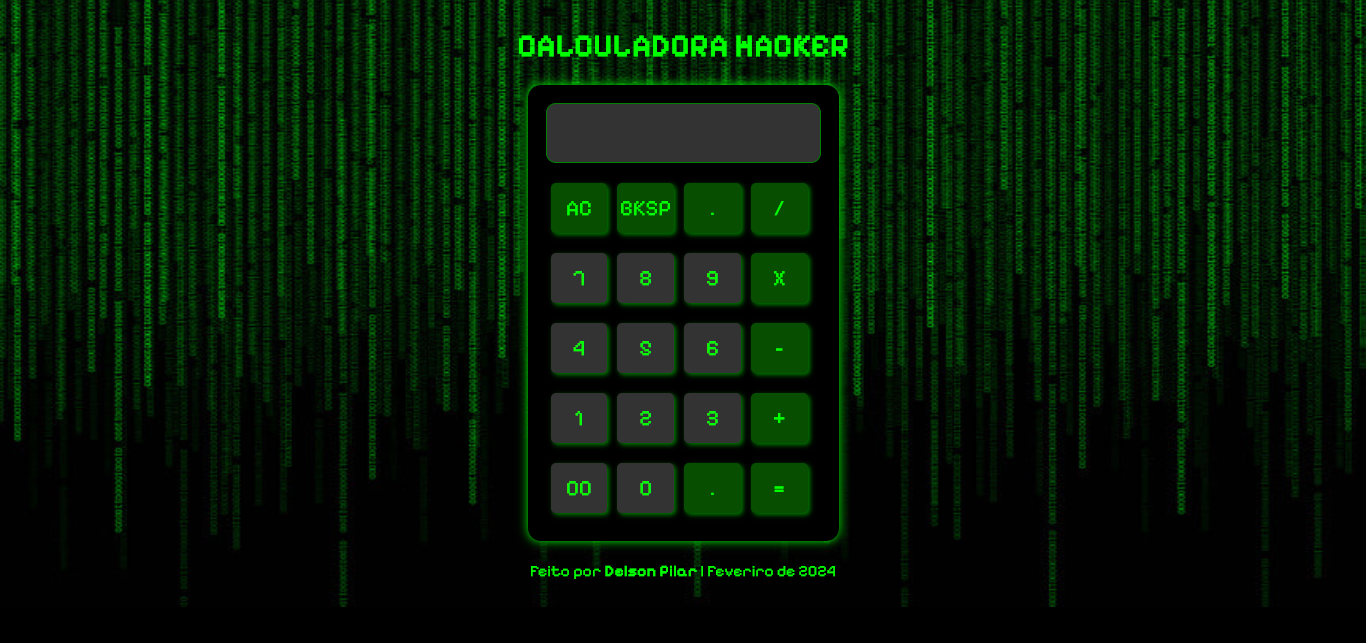 CALCULADORA HACKER
AC BKSP . /
7 8 9 X
4 5 6 -
1 2 3 +
00 0 . =
Feito por Delson Pilar | Feveriro de 2024